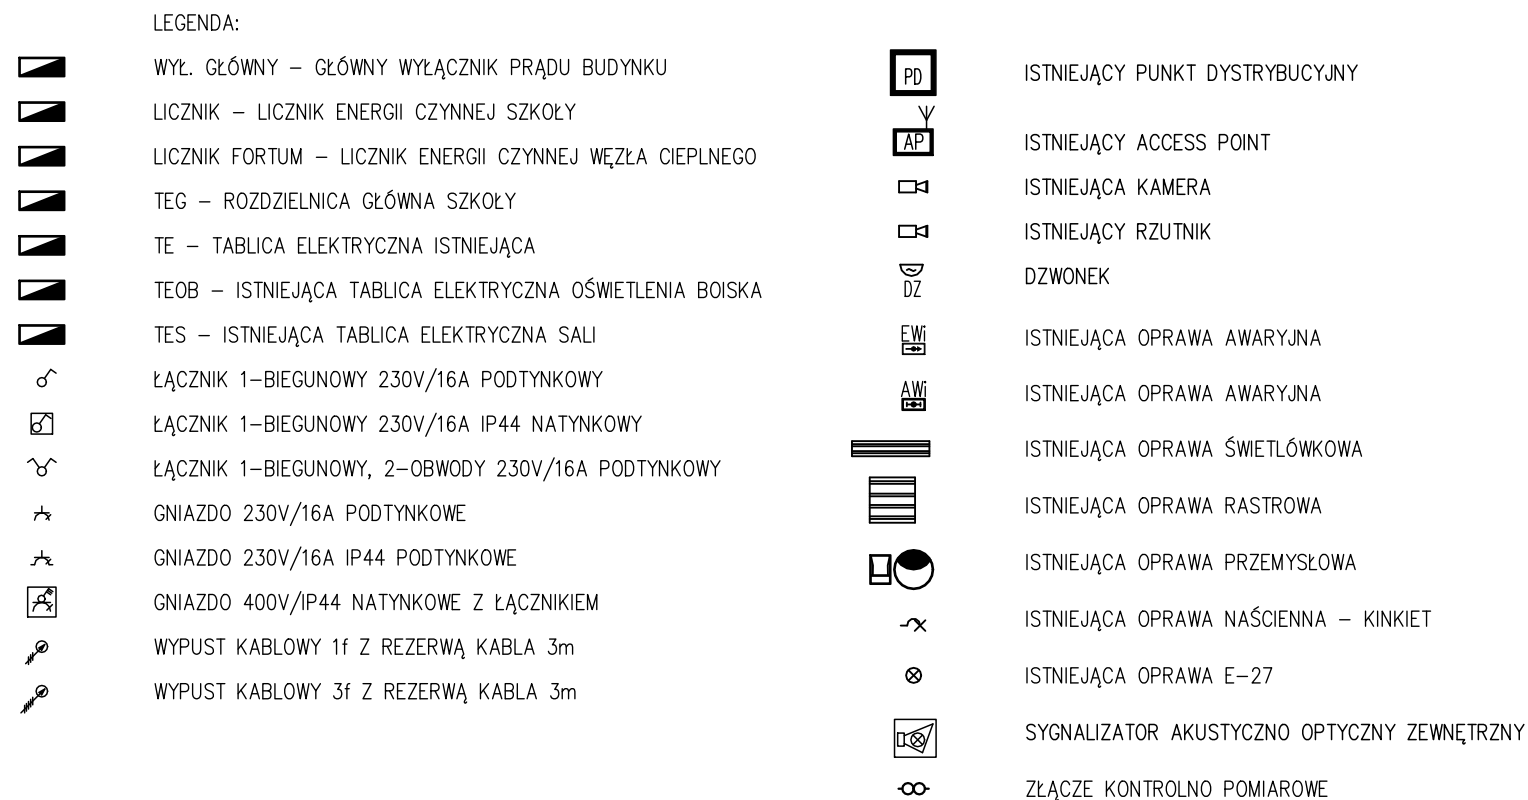 LEGENDA:
WYŁ. GŁÓWNY – GŁÓWNY WYŁĄCZNIK PRĄDU BUDYNKU
LICZNIK – LICZNIK ENERGII CZYNNEJ SZKOŁY
LICZNIK FORTUM – LICZNIK ENERGII CZYNNEJ WĘZŁA CIEPLNEGO
TEG – ROZDZIELNICA GŁÓWNA SZKOŁY
TE – TABLICA ELEKTRYCZNA ISTNIEJĄCA
TEOB – ISTNIEJĄCA TABLICA ELEKTRYCZNA OŚWIETLENIA BOISKA
TES – ISTNIEJĄCA TABLICA ELEKTRYCZNA SALI
ŁĄCZNIK 1–BIEGUNOWY 230V/16A PODTYNKOWY
ŁĄCZNIK 1–BIEGUNOWY 230V/16A IP44 NATYNKOWY
ŁĄCZNIK 1–BIEGUNOWY, 2–OBWODY 230V/16A PODTYNKOWY
GNIAZDO 230V/16A PODTYNKOWE
GNIAZDO 230V/16A IP44 PODTYNKOWE
GNIAZDO 400V/IP44 NATYNKOWE Z ŁĄCZNIKIEM
WYPUST KABLOWY 1f Z REZERWĄ KABLA 3m
WYPUST KABLOWY 3f Z REZERWĄ KABLA 3m
PD ISTNIEJĄCY PUNKT DYSTRYBUCYJNY
AP ISTNIEJĄCY ACCESS POINT
ISTNIEJĄCA KAMERA
ISTNIEJĄCY RZUTNIK
DZWONEK
DZ
EWi ISTNIEJĄCA OPRAWA AWARYJNA
AWi ISTNIEJĄCA OPRAWA AWARYJNA
ISTNIEJĄCA OPRAWA ŚWIETLÓWKOWA
ISTNIEJĄCA OPRAWA RASTROWA
ISTNIEJĄCA OPRAWA PRZEMYSŁOWA
ISTNIEJĄCA OPRAWA NAŚCIENNA – KINKIET
ISTNIEJĄCA OPRAWA E–27
SYGNALIZATOR AKUSTYCZNO OPTYCZNY ZEWNĘTRZNY
ZŁĄCZE KONTROLNO POMIAROWE